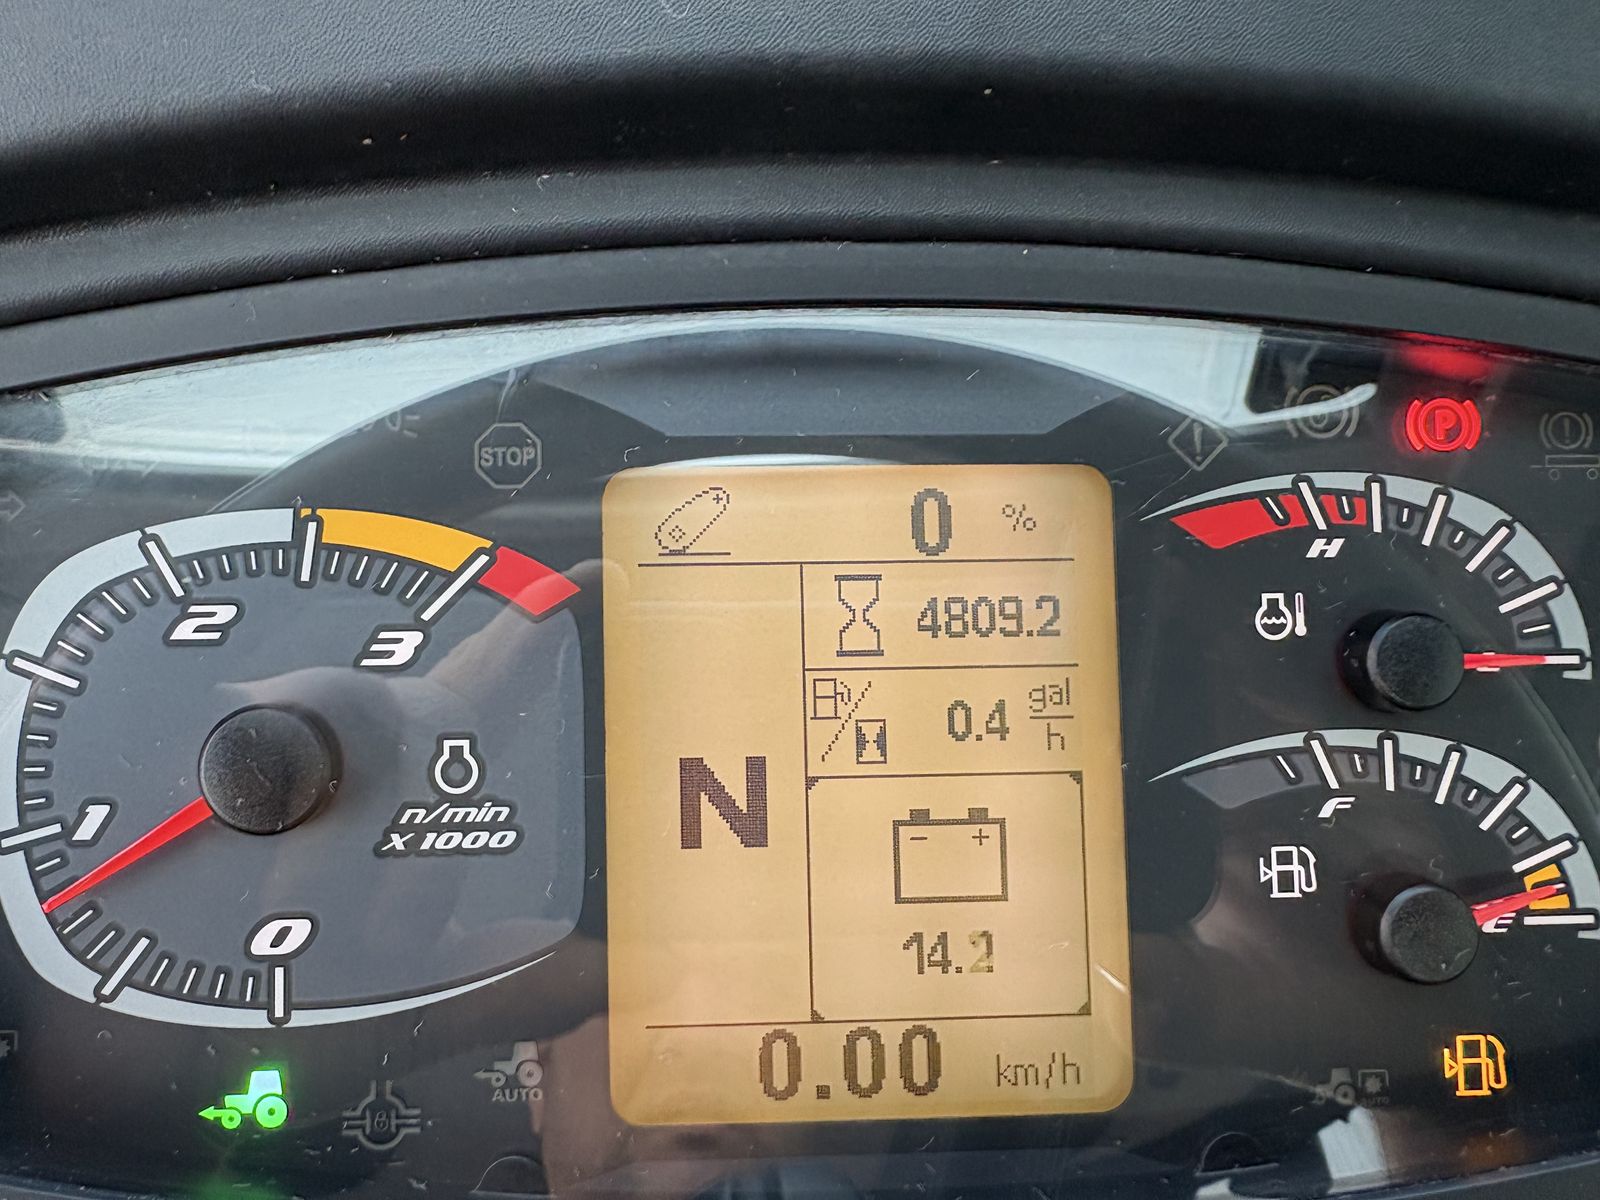 STOP
P
0 %
H
4809.2
2
3
0.4 gal/h
N
F
1
n/min
X 1000
- +
E
0
14.2
0.00 km/h
AUTO
AUTO